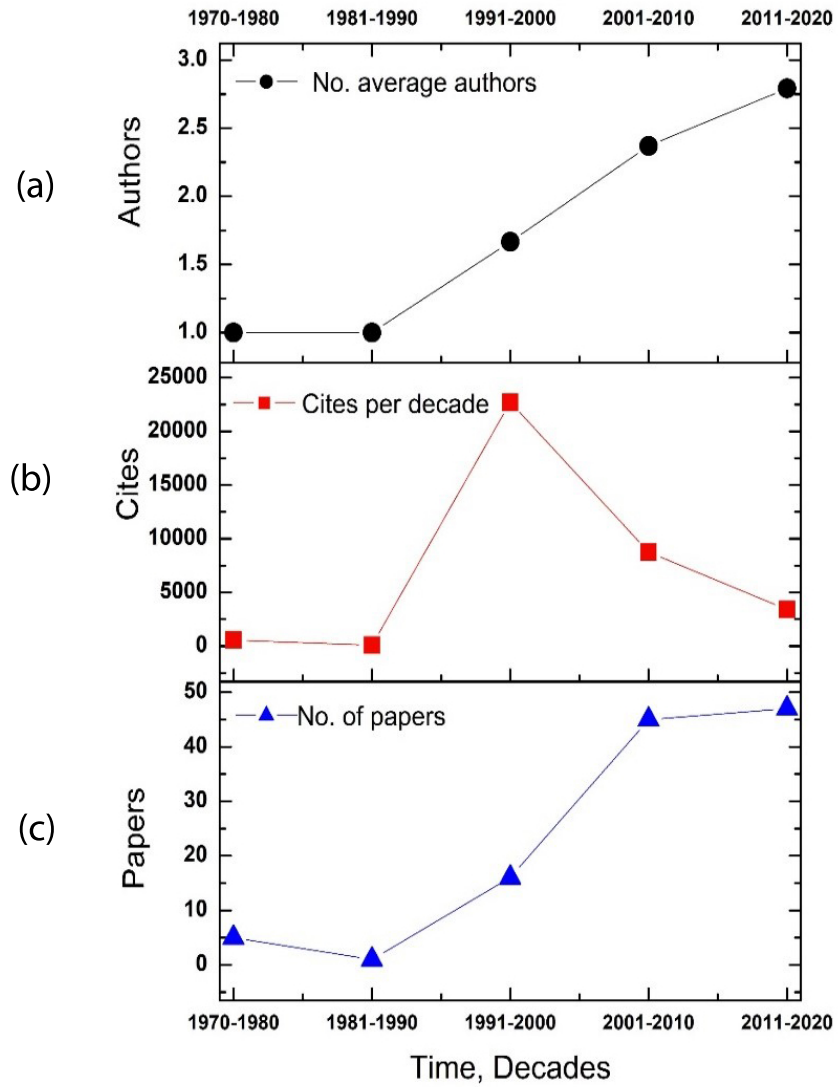 1970-1980 1981-1990 1991-2000 2001-2010 2011-2020
(a)
Authors
3.0
2.5
2.0
1.5
1.0
No. average authors
(b)
Cites
25000
20000
15000
10000
5000
0
Cites per decade
(c)
Papers
50
40
30
20
10
0
No. of papers
1970-1980 1981-1990 1991-2000 2001-2010 2011-2020
Time, Decades